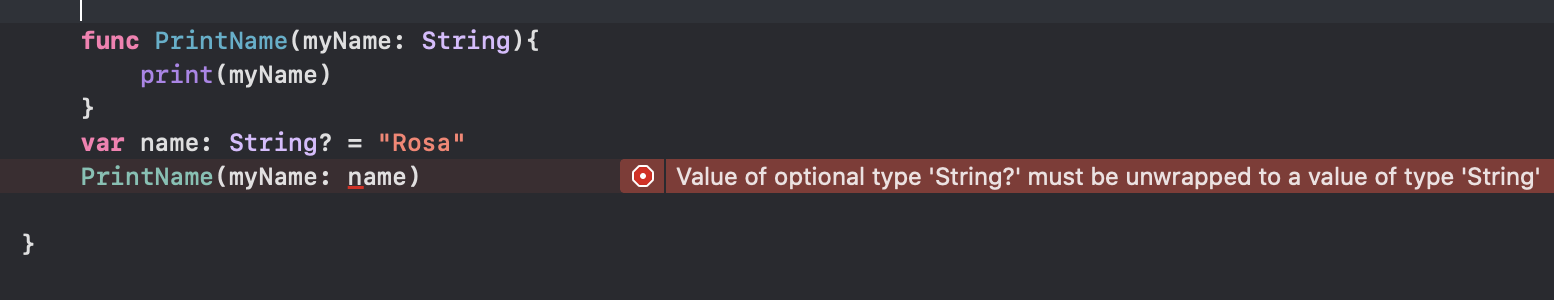 func PrintName(myName: String){
print(myName)
}
var name: String? = "Rosa"
PrintName(myName: name) Value of optional type 'String?' must be unwrapped to a value of type 'String'
}